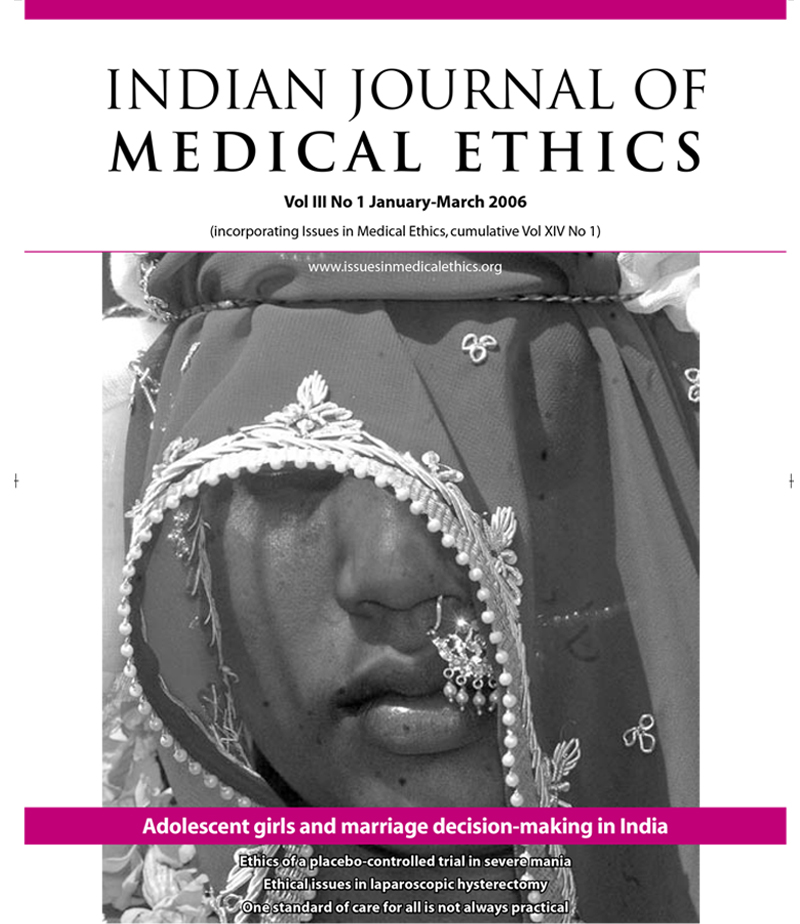 INDIAN JOURNAL OF
MEDICAL ETHICS
Vol III No 1 January-March 2006
(incorporating Issues in Medical Ethics, cumulative Vol XIV No 1)
www.issuesinmedicalethics.org
Adolescent girls and marriage decision-making in India
Ethics of a placebo-controlled trial in severe mania
Ethical issues in laparoscopic hysterectomy
One standard of care for all is not always practical